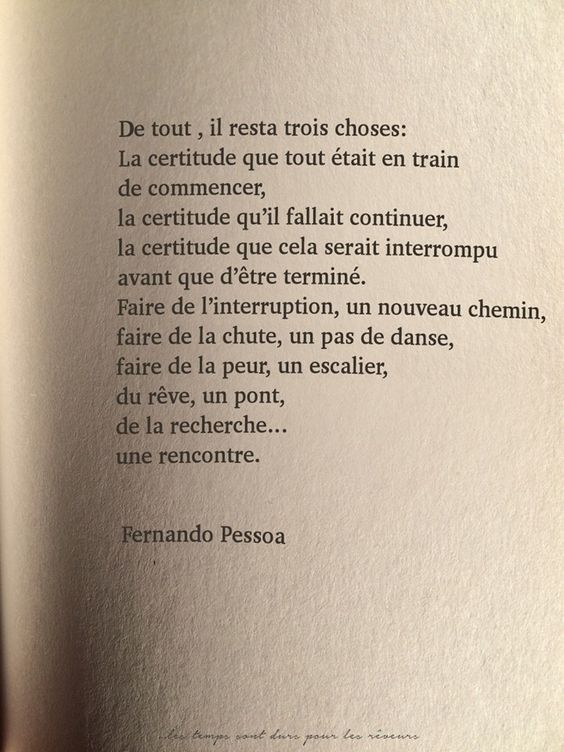 De tout , il resta trois choses:
La certitude que tout était en train
de commencer,
la certitude qu'il fallait continuer,
la certitude que cela serait interrompu
avant que d'être terminé.
Faire de l'interruption, un nouveau chemin,
faire de la chute, un pas de danse,
faire de la peur, un escalier,
du rêve, un pont,
de la recherche...
une rencontre.
Fernando Pessoa
...les temps sont durs pour les rêveurs